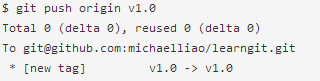 $ git push origin v1.0
Total 0 (delta 0), reused 0 (delta 0)
To git@github.com:michaelliao/learngit.git
 * [new tag]         v1.0 -> v1.0